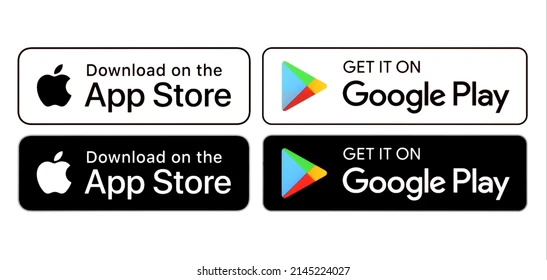 Download on the
App Store
GET IT ON
Google Play
Download on the
App Store
GET IT ON
Google Play
shutterstock.com · 2145224027